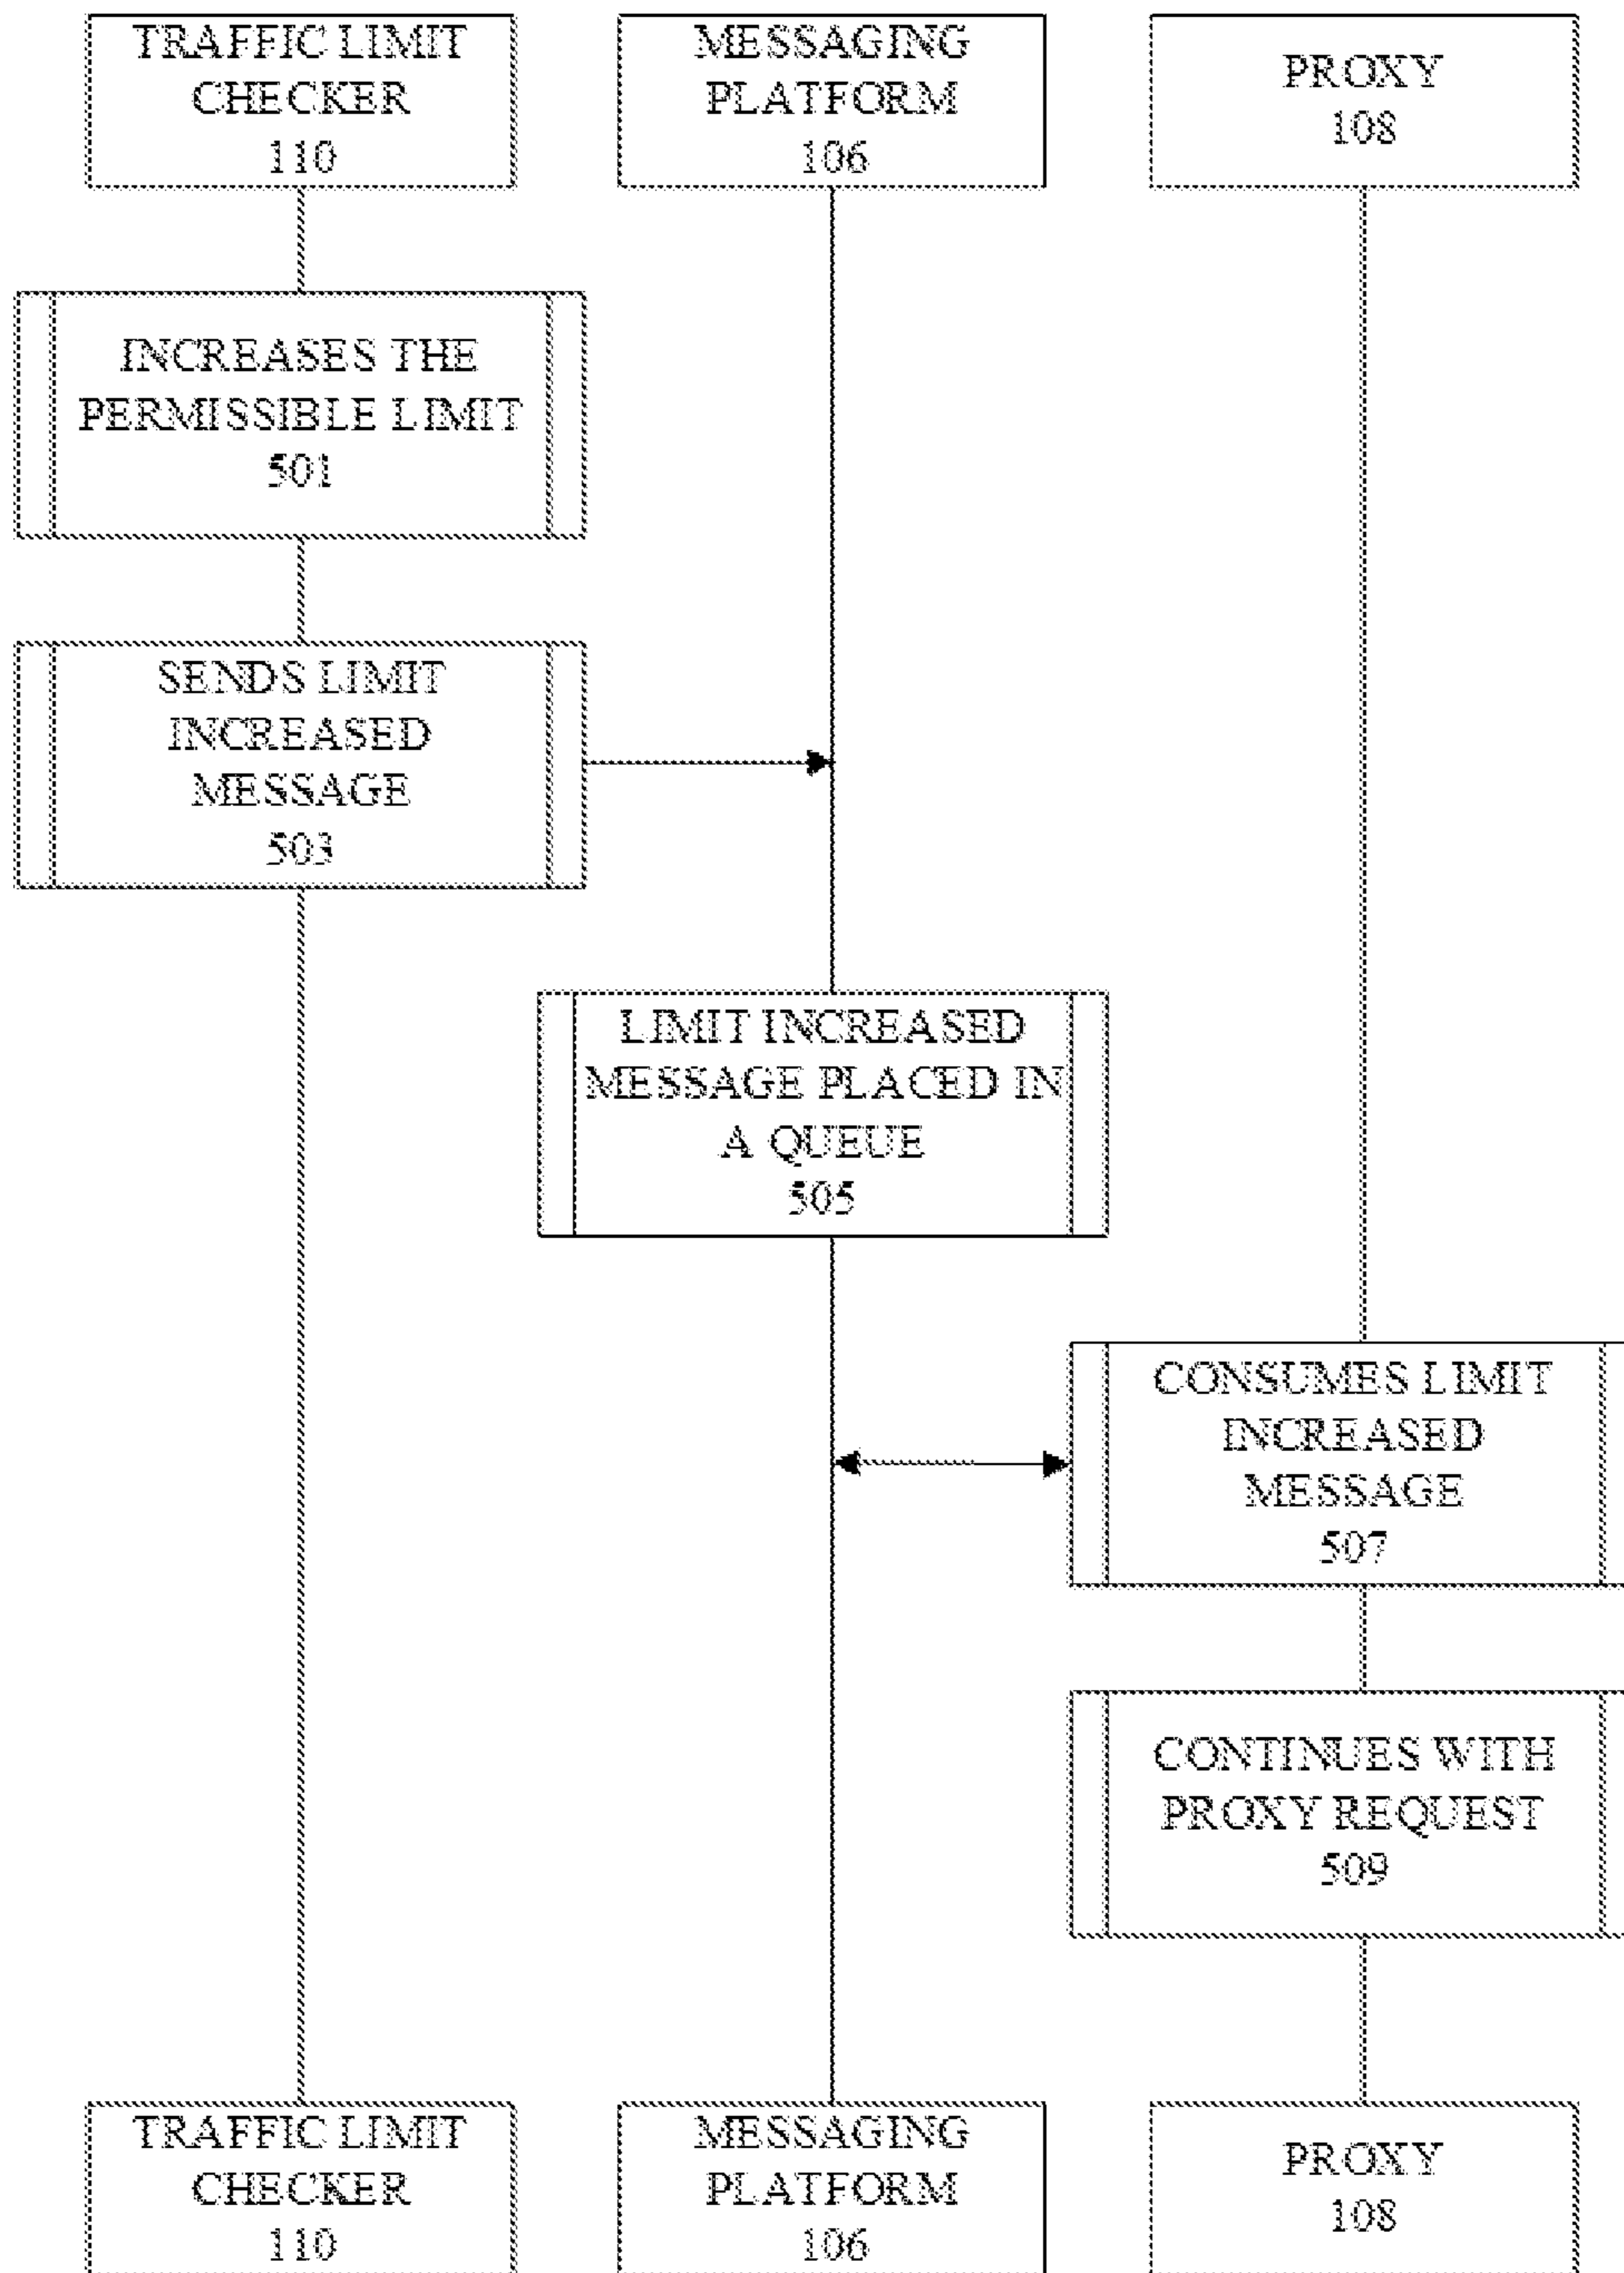 TRAFFIC LIMIT
CHECKER
110
MESSAGING
PLATFORM
106
PROXY
108
INCREASES THE
PERMISSIBLE LIMIT
501
SENDS LIMIT
INCREASED
MESSAGE
503
LIMIT INCREASED
MESSAGE PLACED IN
A QUEUE
505
CONSUMES LIMIT
INCREASED
MESSAGE
507
CONTINUES WITH
PROXY REQUEST
509
TRAFFIC LIMIT
CHECKER
110
MESSAGING
PLATFORM
106
PROXY
108